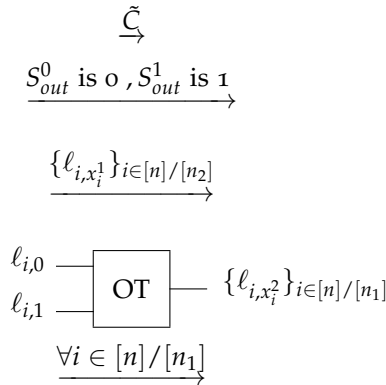 C̃
S⁰ₒᵤₜ is 0 , S¹ₒᵤₜ is 1
{ℓ_{i,x_i^1}}_{i∈[n]/[n_2]}
ℓ_{i,0}
OT {ℓ_{i,x_i^2}}_{i∈[n]/[n_1]}
ℓ_{i,1}
∀i ∈ [n]/[n_1]